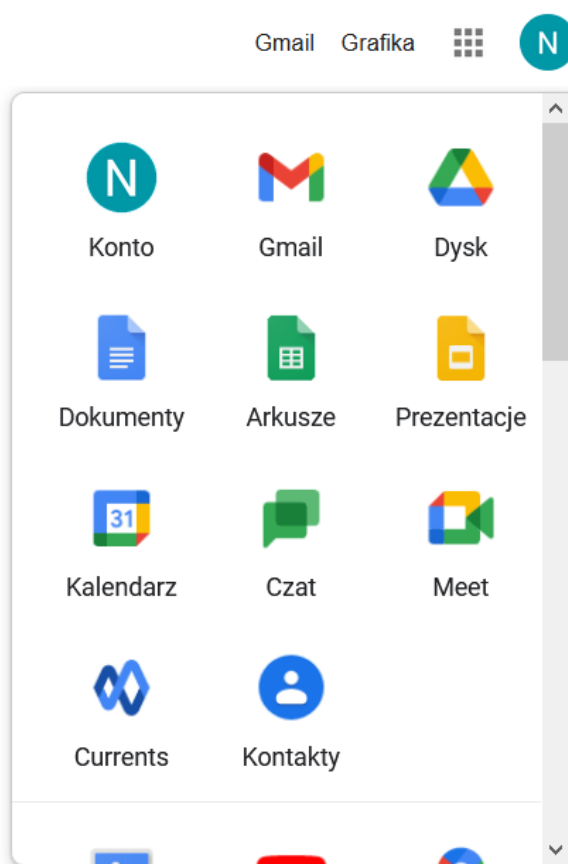 Gmail Grafika N
N
Konto Gmail Dysk
Dokumenty Arkusze Prezentacje
31
Kalendarz Czat Meet
Currents Kontakty